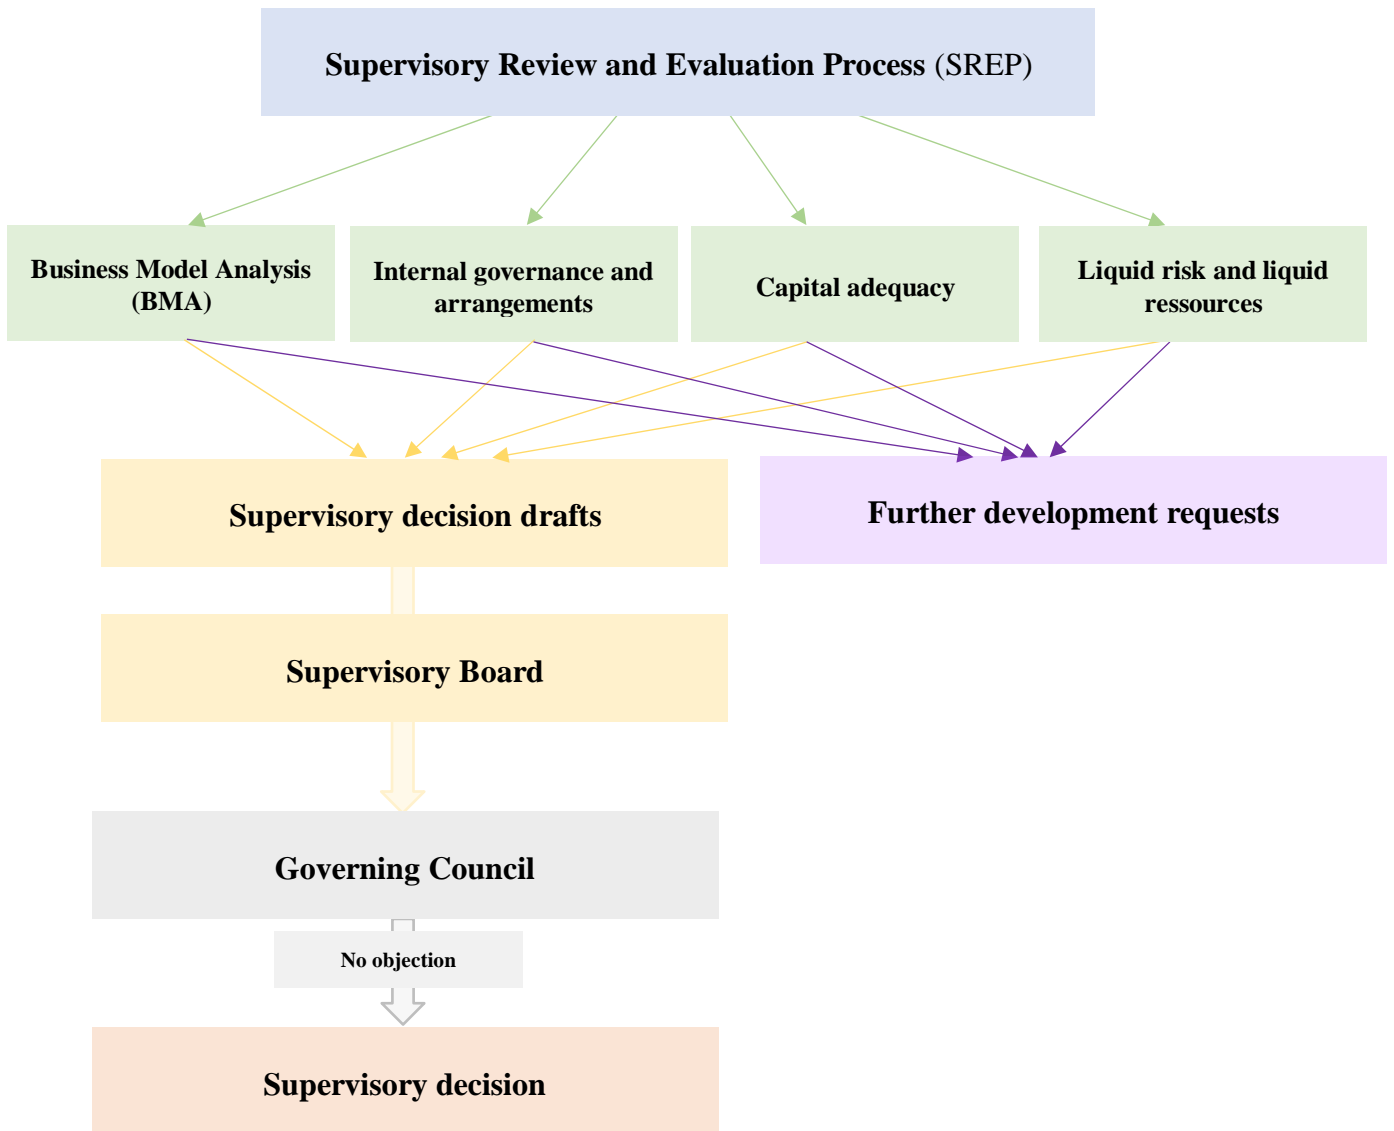 Supervisory Review and Evaluation Process (SREP)
Business Model Analysis
(BMA)
Internal governance and
arrangements
Capital adequacy
Liquid risk and liquid
ressources
Supervisory decision drafts
Further development requests
Supervisory Board
Governing Council
No objection
Supervisory decision